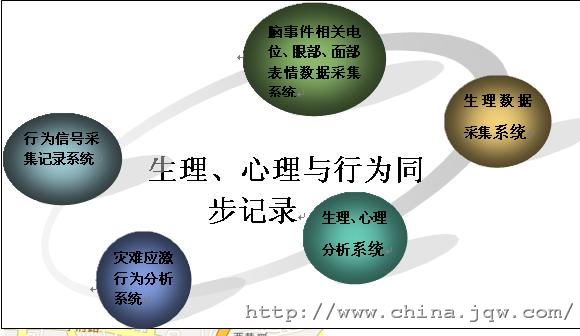 脑事件相关电
位、眼部、面部
表情数据采集
系统
生理数据
采集系统
行为信号采
集记录系统
生理、心理与行为同
步记录
生理、心理
分析系统
灾难应激
行为分析
系统
http://www.china.jqw.com/